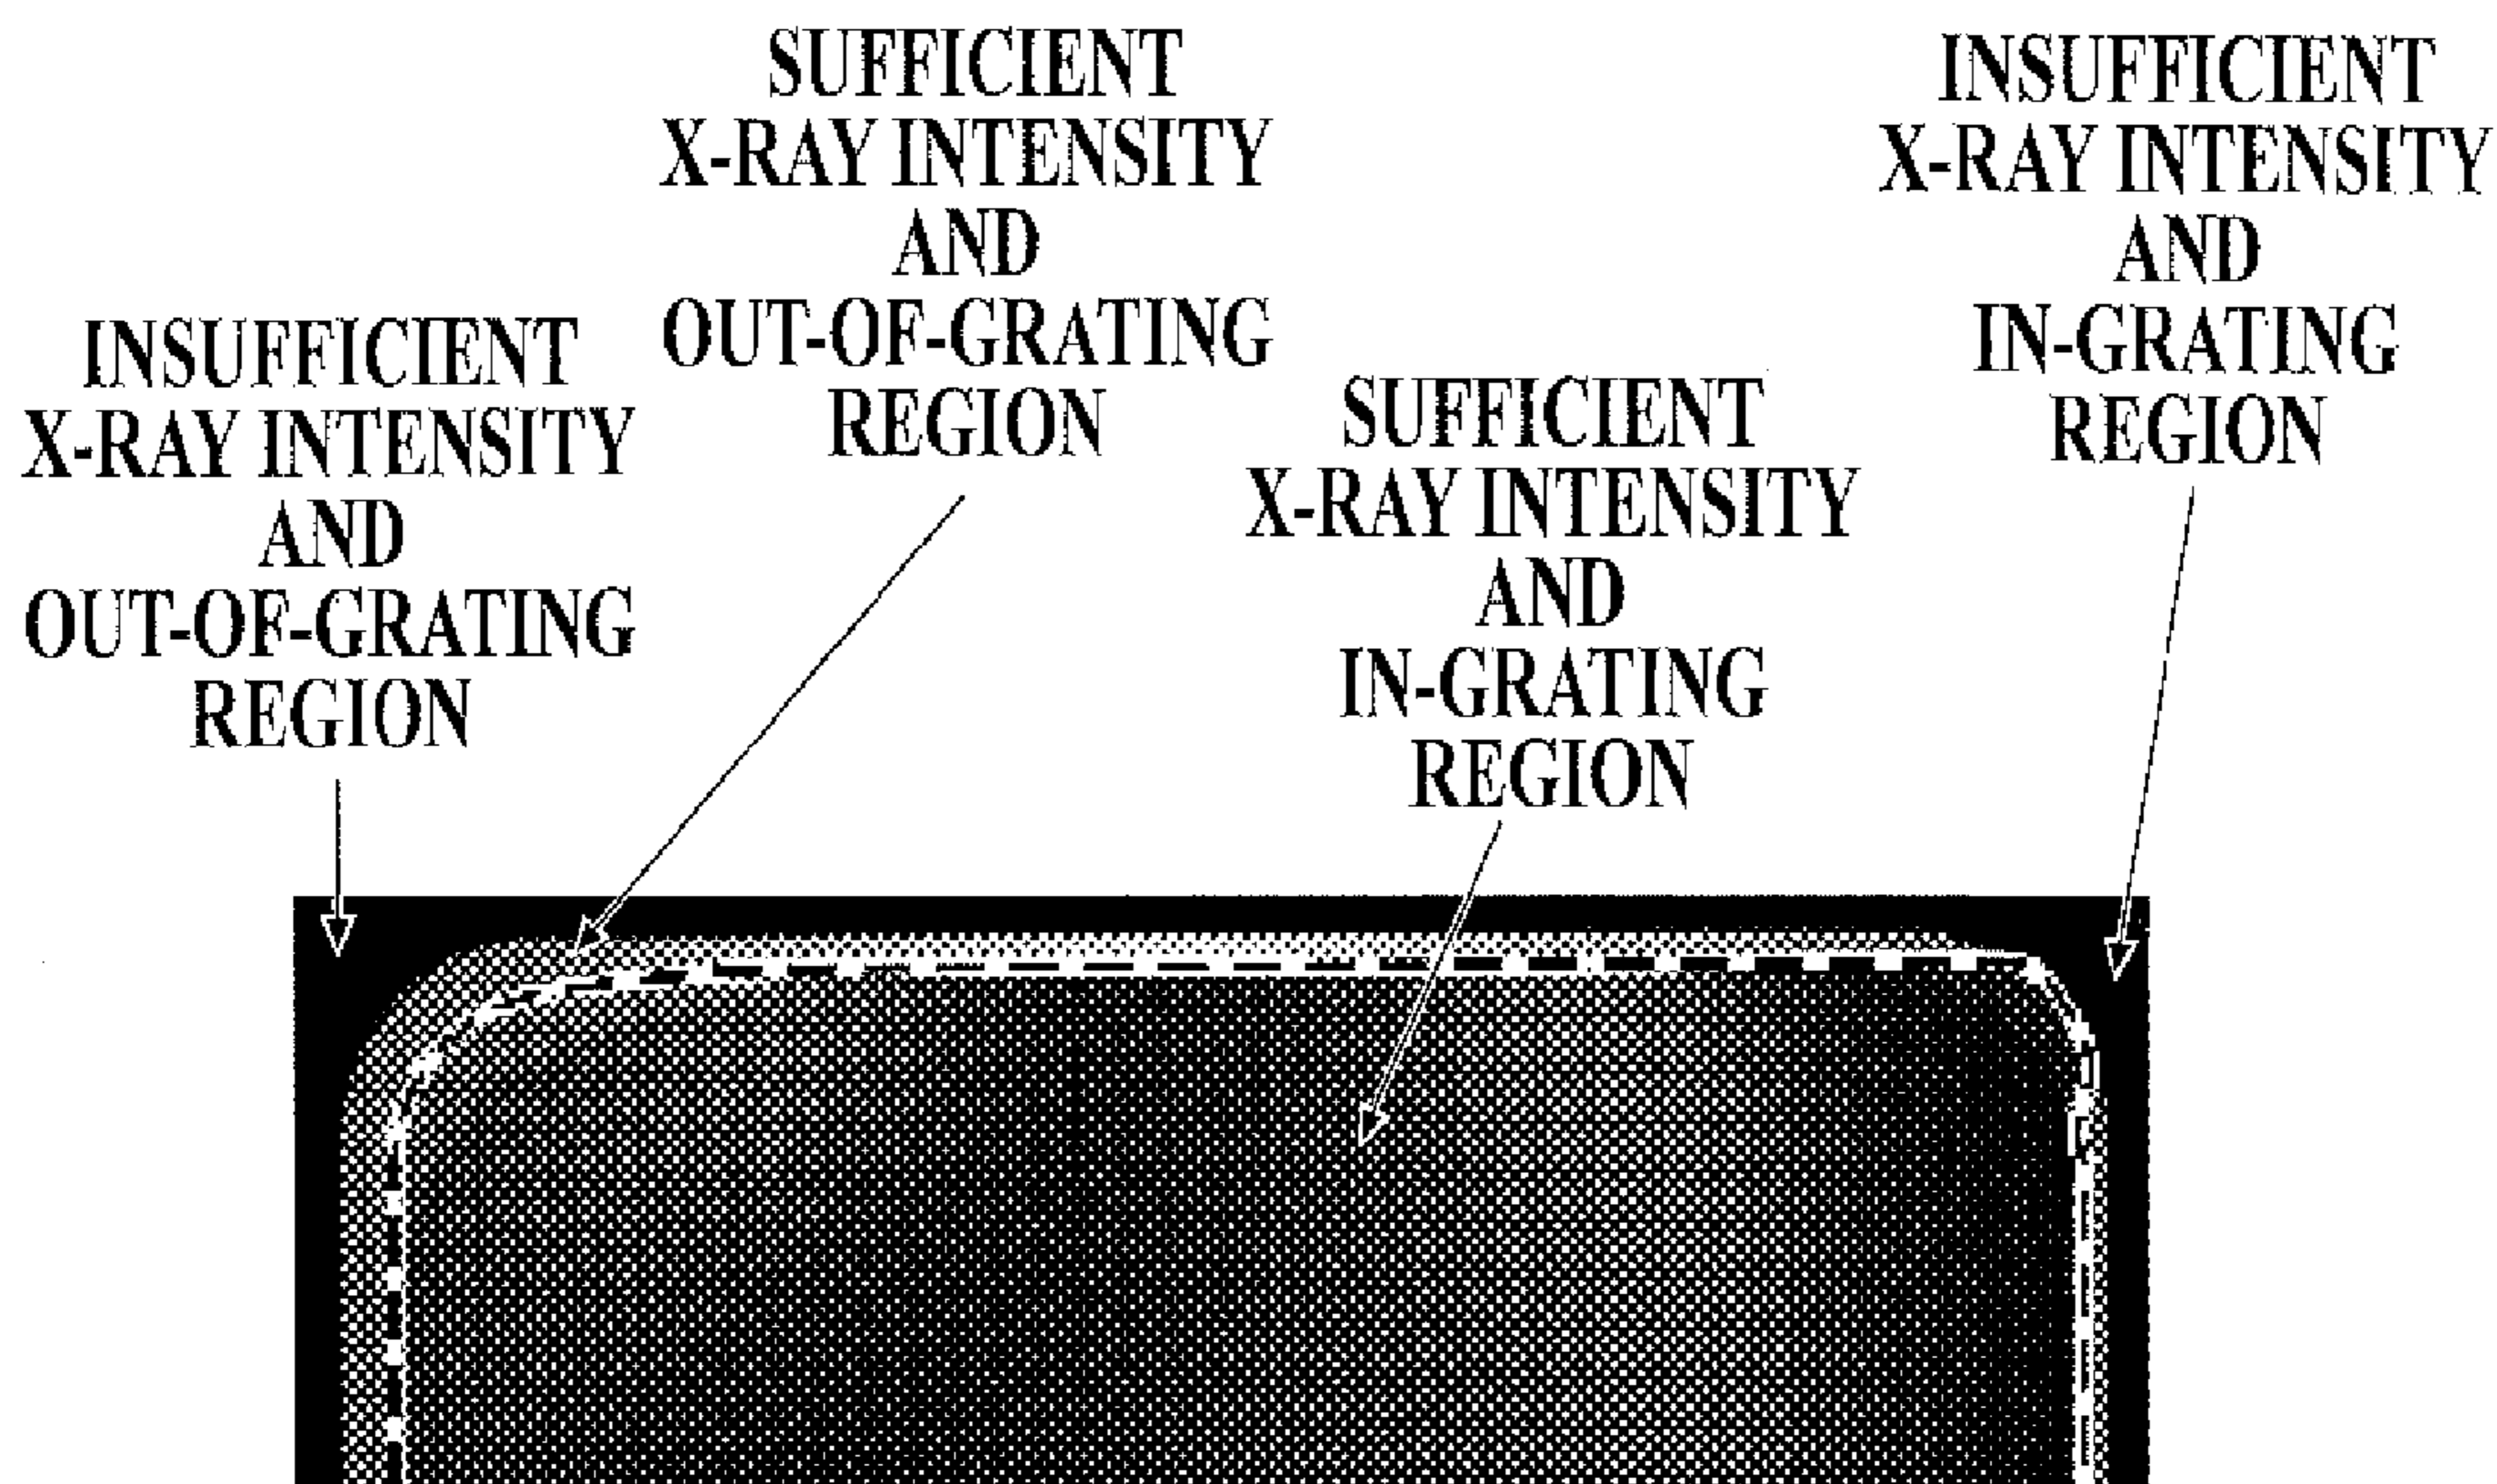 SUFFICIENT
X-RAY INTENSITY
AND
OUT-OF-GRATING
REGION
INSUFFICIENT
X-RAY INTENSITY
AND
IN-GRATING
REGION
INSUFFICIENT
X-RAY INTENSITY
AND
OUT-OF-GRATING
REGION
SUFFICIENT
X-RAY INTENSITY
AND
IN-GRATING
REGION